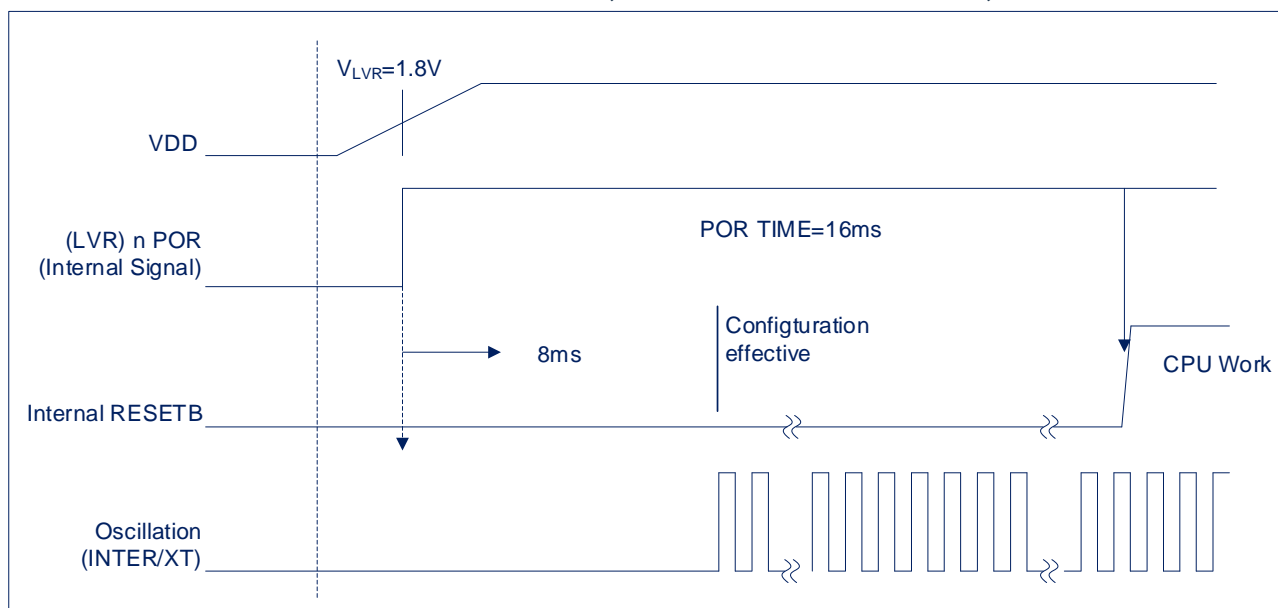 VLVR=1.8V
VDD
(LVR) n POR
(Internal Signal)
POR TIME=16ms
Configturation
effective
8ms
CPU Work
Internal RESETB
Oscillation
(INTER/XT)